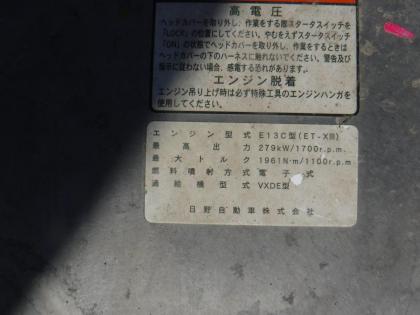 高電圧
ヘッドカバーを取り外し、作業をする際スタータスイッチを
「LOCK」の位置にしてください。やむをえずスタータスイッチ
「ON」の状態でヘッドカバーを取り外し、作業をするときは
ヘッドカバーの下のハーネスに触れないでください。警告及び
指示に従わない場合、感電する恐れがあります。
エンジン脱着
エンジン吊り上げ時は必ず特殊工具のエンジンハンガを
使用してください。
エンジン型式 E13C型(ET-XⅢ)
最高出力 279kW/1700r.p.m.
最大トルク 1961N·m/1100r.p.m
燃料噴射方式 電子式
過給機型式 VXDE型
日野自動車株式会社